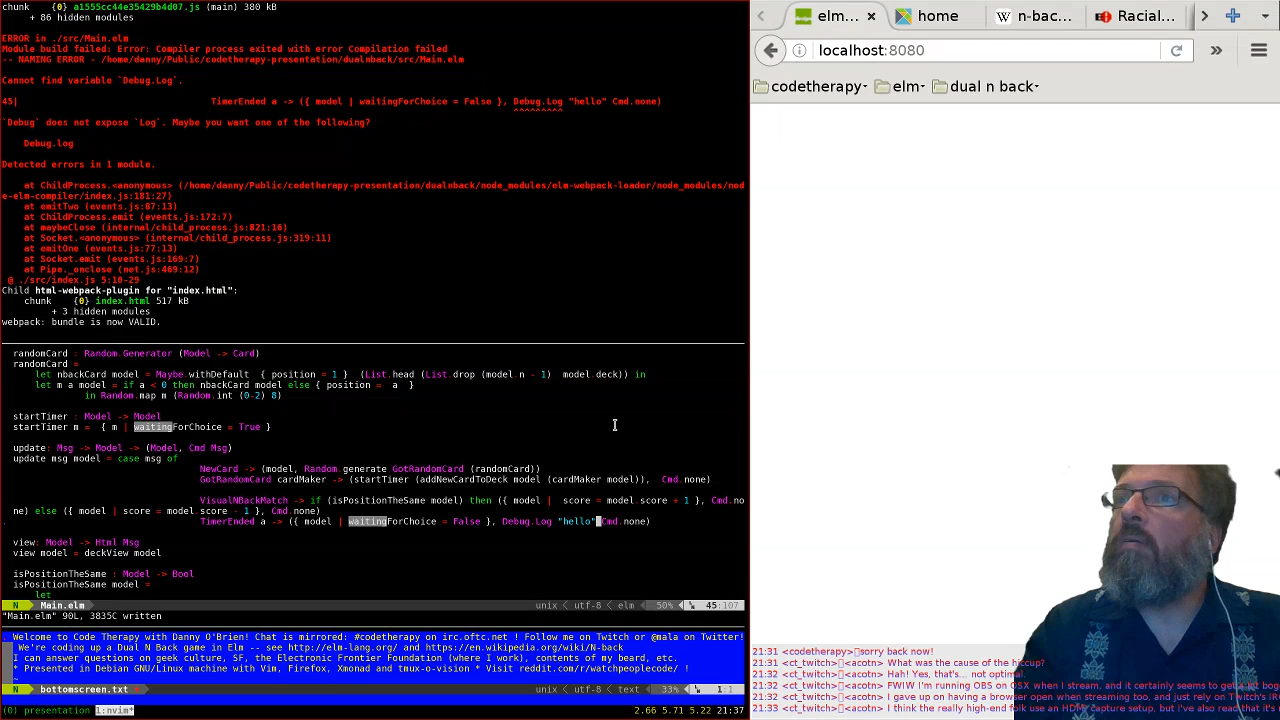 chunk    {0} a1555cc44e35429b4d07.js (main) 380 kB
+ 86 hidden modules
ERROR in ./src/Main.elm
Module build failed: Error: Compiler process exited with error Compilation failed
-- NAMING ERROR - /home/danny/Public/codetherapy-presentation/dualnback/src/Main.elm
Cannot find variable `Debug.Log`.
45|                          TimerEnded a -> ({ model | waitingForChoice = False }, Debug.Log "hello" Cmd.none)
^^^^^^^^^
`Debug` does not expose `Log`. Maybe you want one of the following?
Debug.log
Detected errors in 1 module.
at ChildProcess.<anonymous> (/home/danny/Public/codetherapy-presentation/dualnback/node_modules/elm-webpack-loader/node_modules/nod
e-elm-compiler/index.js:181:27)
at emitTwo (events.js:87:13)
at ChildProcess.emit (events.js:172:7)
at maybeClose (internal/child_process.js:821:16)
at Socket.<anonymous> (internal/child_process.js:319:11)
at emitOne (events.js:77:13)
at Socket.emit (events.js:169:7)
at Pipe._onclose (net.js:469:12)
@ ./src/index.js 5:10-29
Child html-webpack-plugin for "index.html":
chunk    {0} index.html 517 kB
+ 3 hidden modules
webpack: bundle is now VALID.
randomCard : Random.Generator (Model -> Card)
randomCard =
let nbackCard model = Maybe.withDefault  { position = 1 }  (List.head (List.drop (model.n - 1)  model.deck)) in
let m a model = if a < 0 then nbackCard model else { position =  a  }
in Random.map m (Random.int (0-2) 8)
startTimer : Model -> Model
startTimer m =  { m | waitingForChoice = True }
update: Msg -> Model -> (Model, Cmd Msg)
update msg model = case msg of
NewCard -> (model, Random.generate GotRandomCard (randomCard))
GotRandomCard cardMaker -> (startTimer (addNewCardToDeck model (cardMaker model)),  Cmd.none)
VisualNBackMatch -> if (isPositionTheSame model) then ({ model |  score = model.score + 1 }, Cmd.no
ne) else ({ model | score = model.score - 1 }, Cmd.none)
TimerEnded a -> ({ model | waitingForChoice = False }, Debug.Log "hello" Cmd.none)
view: Model -> Html Msg
view model = deckView model
isPositionTheSame : Model -> Bool
isPositionTheSame model =
let
N Main.elm unix utf-8 elm 50% 45:107
"Main.elm" 90L, 3835C written
Welcome to Code Therapy with Danny O'Brien! Chat is mirrored: #codetherapy on irc.oftc.net ! Follow me on Twitch or @mala on Twitter!
We're coding up a Dual N Back game in Elm -- see http://elm-lang.org/ and https://en.wikipedia.org/wiki/N-back
I can answer questions on geek culture, SF, the Electronic Frontier Foundation (where I work), contents of my beard, etc.
* Presented in Debian GNU/Linux machine with Vim, Firefox, Xmonad and tmux-o-vision * Visit reddit.com/r/watchpeoplecode/ !
~
N bottomscreen.txt unix utf-8 text 33% 1:1
(0) presentation 1:nvim* 2.66 5.71 5.22 21:37
elm... home n-bac... Racial...
localhost:8080
codetherapy elm dual n back
21:31 <codetherapy> sorry back now!
21:31 <ct_twitch> <acotn> What was the cause of the hiccup?
21:32 <ct_twitch> <acotn> Hah! Yes, that's... not optimal.
21:32 <ct_twitch> <acotn> FWIW I'm running OBS on OSX when I stream, and it certainly seems to get
21:32 <ct_twitch> <acotn> I gave up on having a browser open when streaming too, and just rely on Twitch's IR
21:33 <ct_twitch> <acotn> I think the really high-end folk use an HDMI capture setup, but I've also read that it's